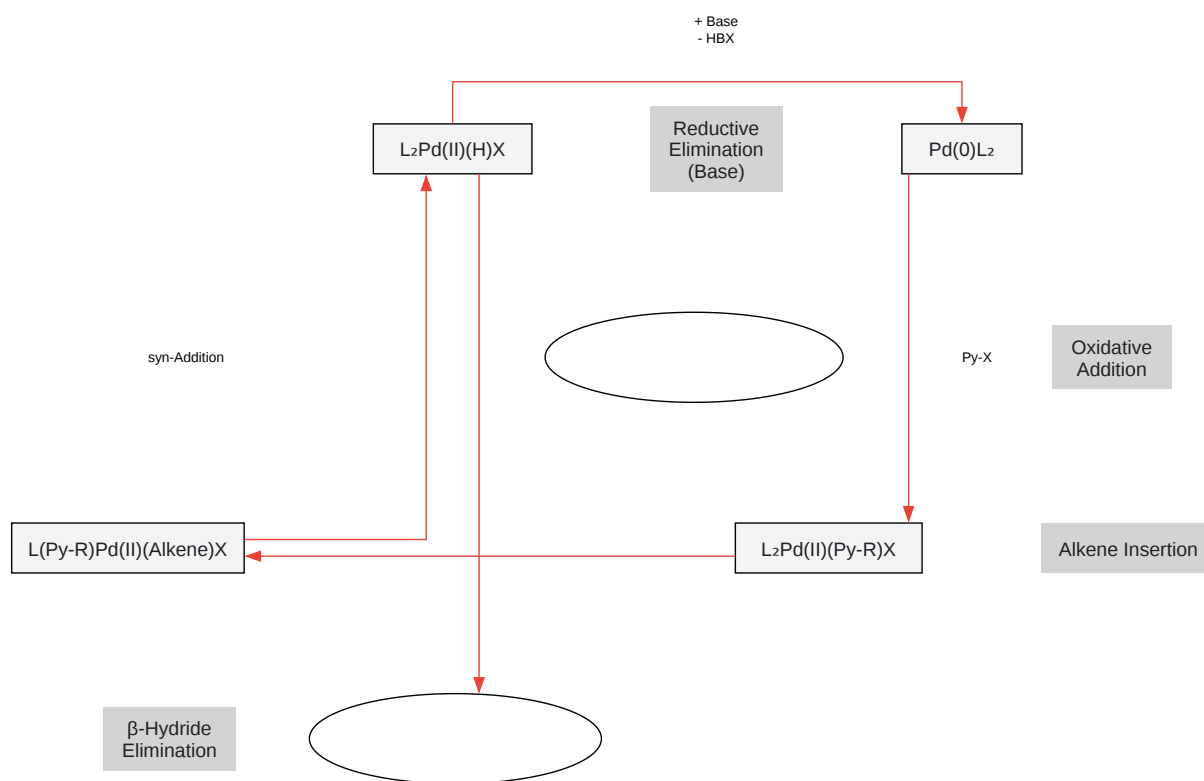 + Base
- HBX
L₂Pd(II)(H)X
Reductive
Elimination
(Base)
Pd(0)L₂
syn-Addition
Py-X
Oxidative
Addition
L(Py-R)Pd(II)(Alkene)X
L₂Pd(II)(Py-R)X
Alkene Insertion
β-Hydride
Elimination